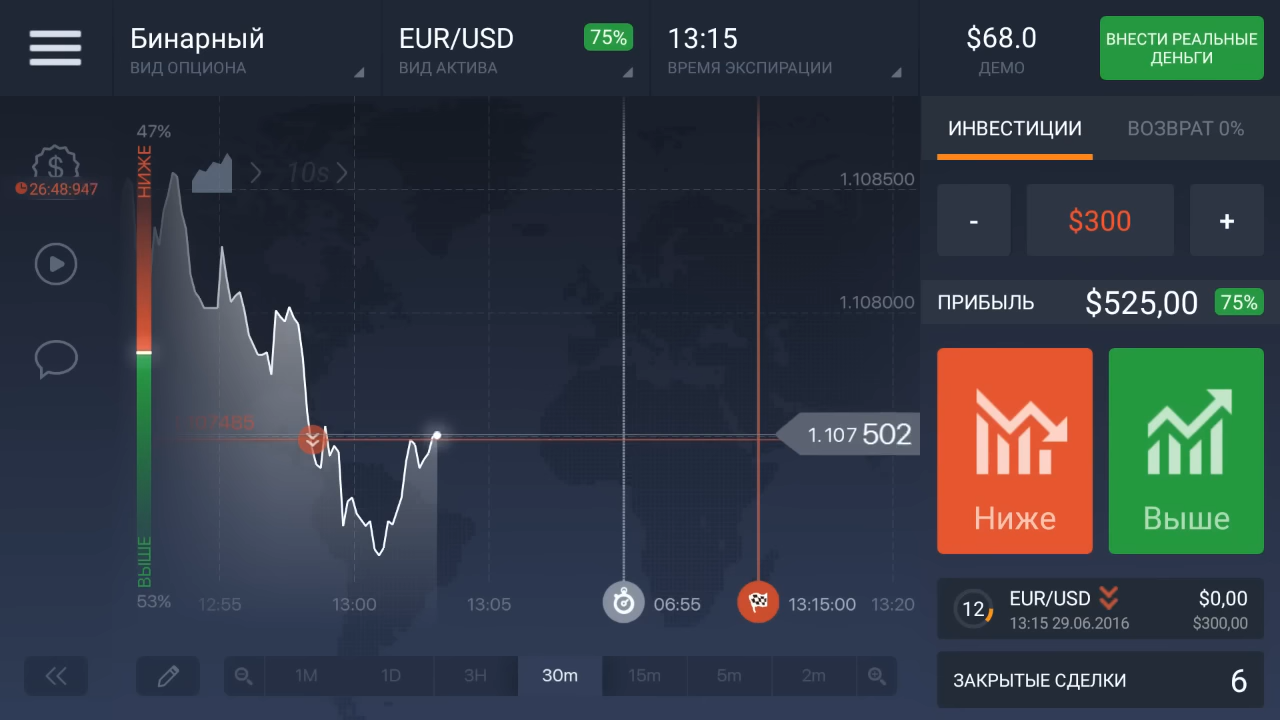 Бинарный
ВИД ОПЦИОНА
EUR/USD
75%
ВИД АКТИВА
13:15
ВРЕМЯ ЭКСПИРАЦИИ
$68.0
ДЕМО
ВНЕСТИ РЕАЛЬНЫЕ
ДЕНЬГИ
47%
НИЖЕ
10s
26:48:947
1.108500
1.108000
1.107 502
ВЫШЕ
53%
12:55
13:00
13:05
06:55
13:15:00
13:20
1M
1D
3H
30m
15m
5m
2m
ИНВЕСТИЦИИ
ВОЗВРАТ 0%
-
$300
+
ПРИБЫЛЬ
$525,00
75%
Ниже
Выше
12
EUR/USD
$0,00
13:15 29.06.2016
$300,00
ЗАКРЫТЫЕ СДЕЛКИ
6